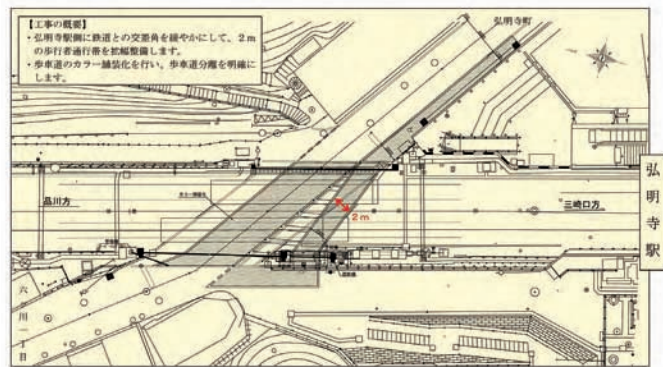 【工事の概要】
・弘明寺駅側に鉄道との交差角を緩やかにして、2m
の歩行者通行帯を拡幅整備します。
・歩車道のカラー舗装化を行い、歩車道分離を明確に
します。
弘明寺町
品川方
2m
三崎口方
弘明寺駅
六ッ川一丁目